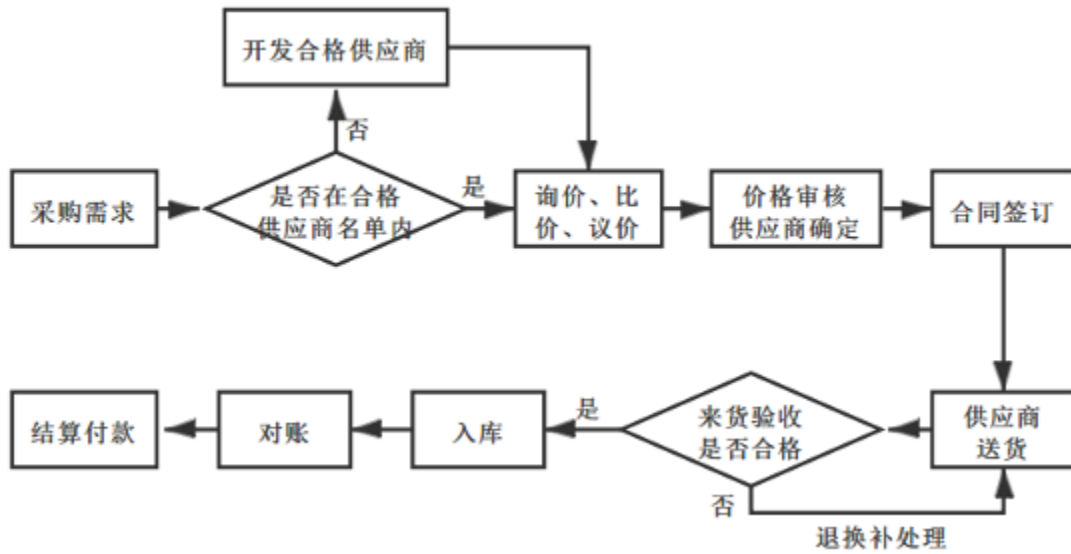 开发合格供应商
否
采购需求
是否在合格
供应商名单内
是
询价、比
价、议价
价格审核
供应商确定
合同签订
结算付款
对账
入库
是
来货验收
是否合格
供应商
送货
否
退换补处理